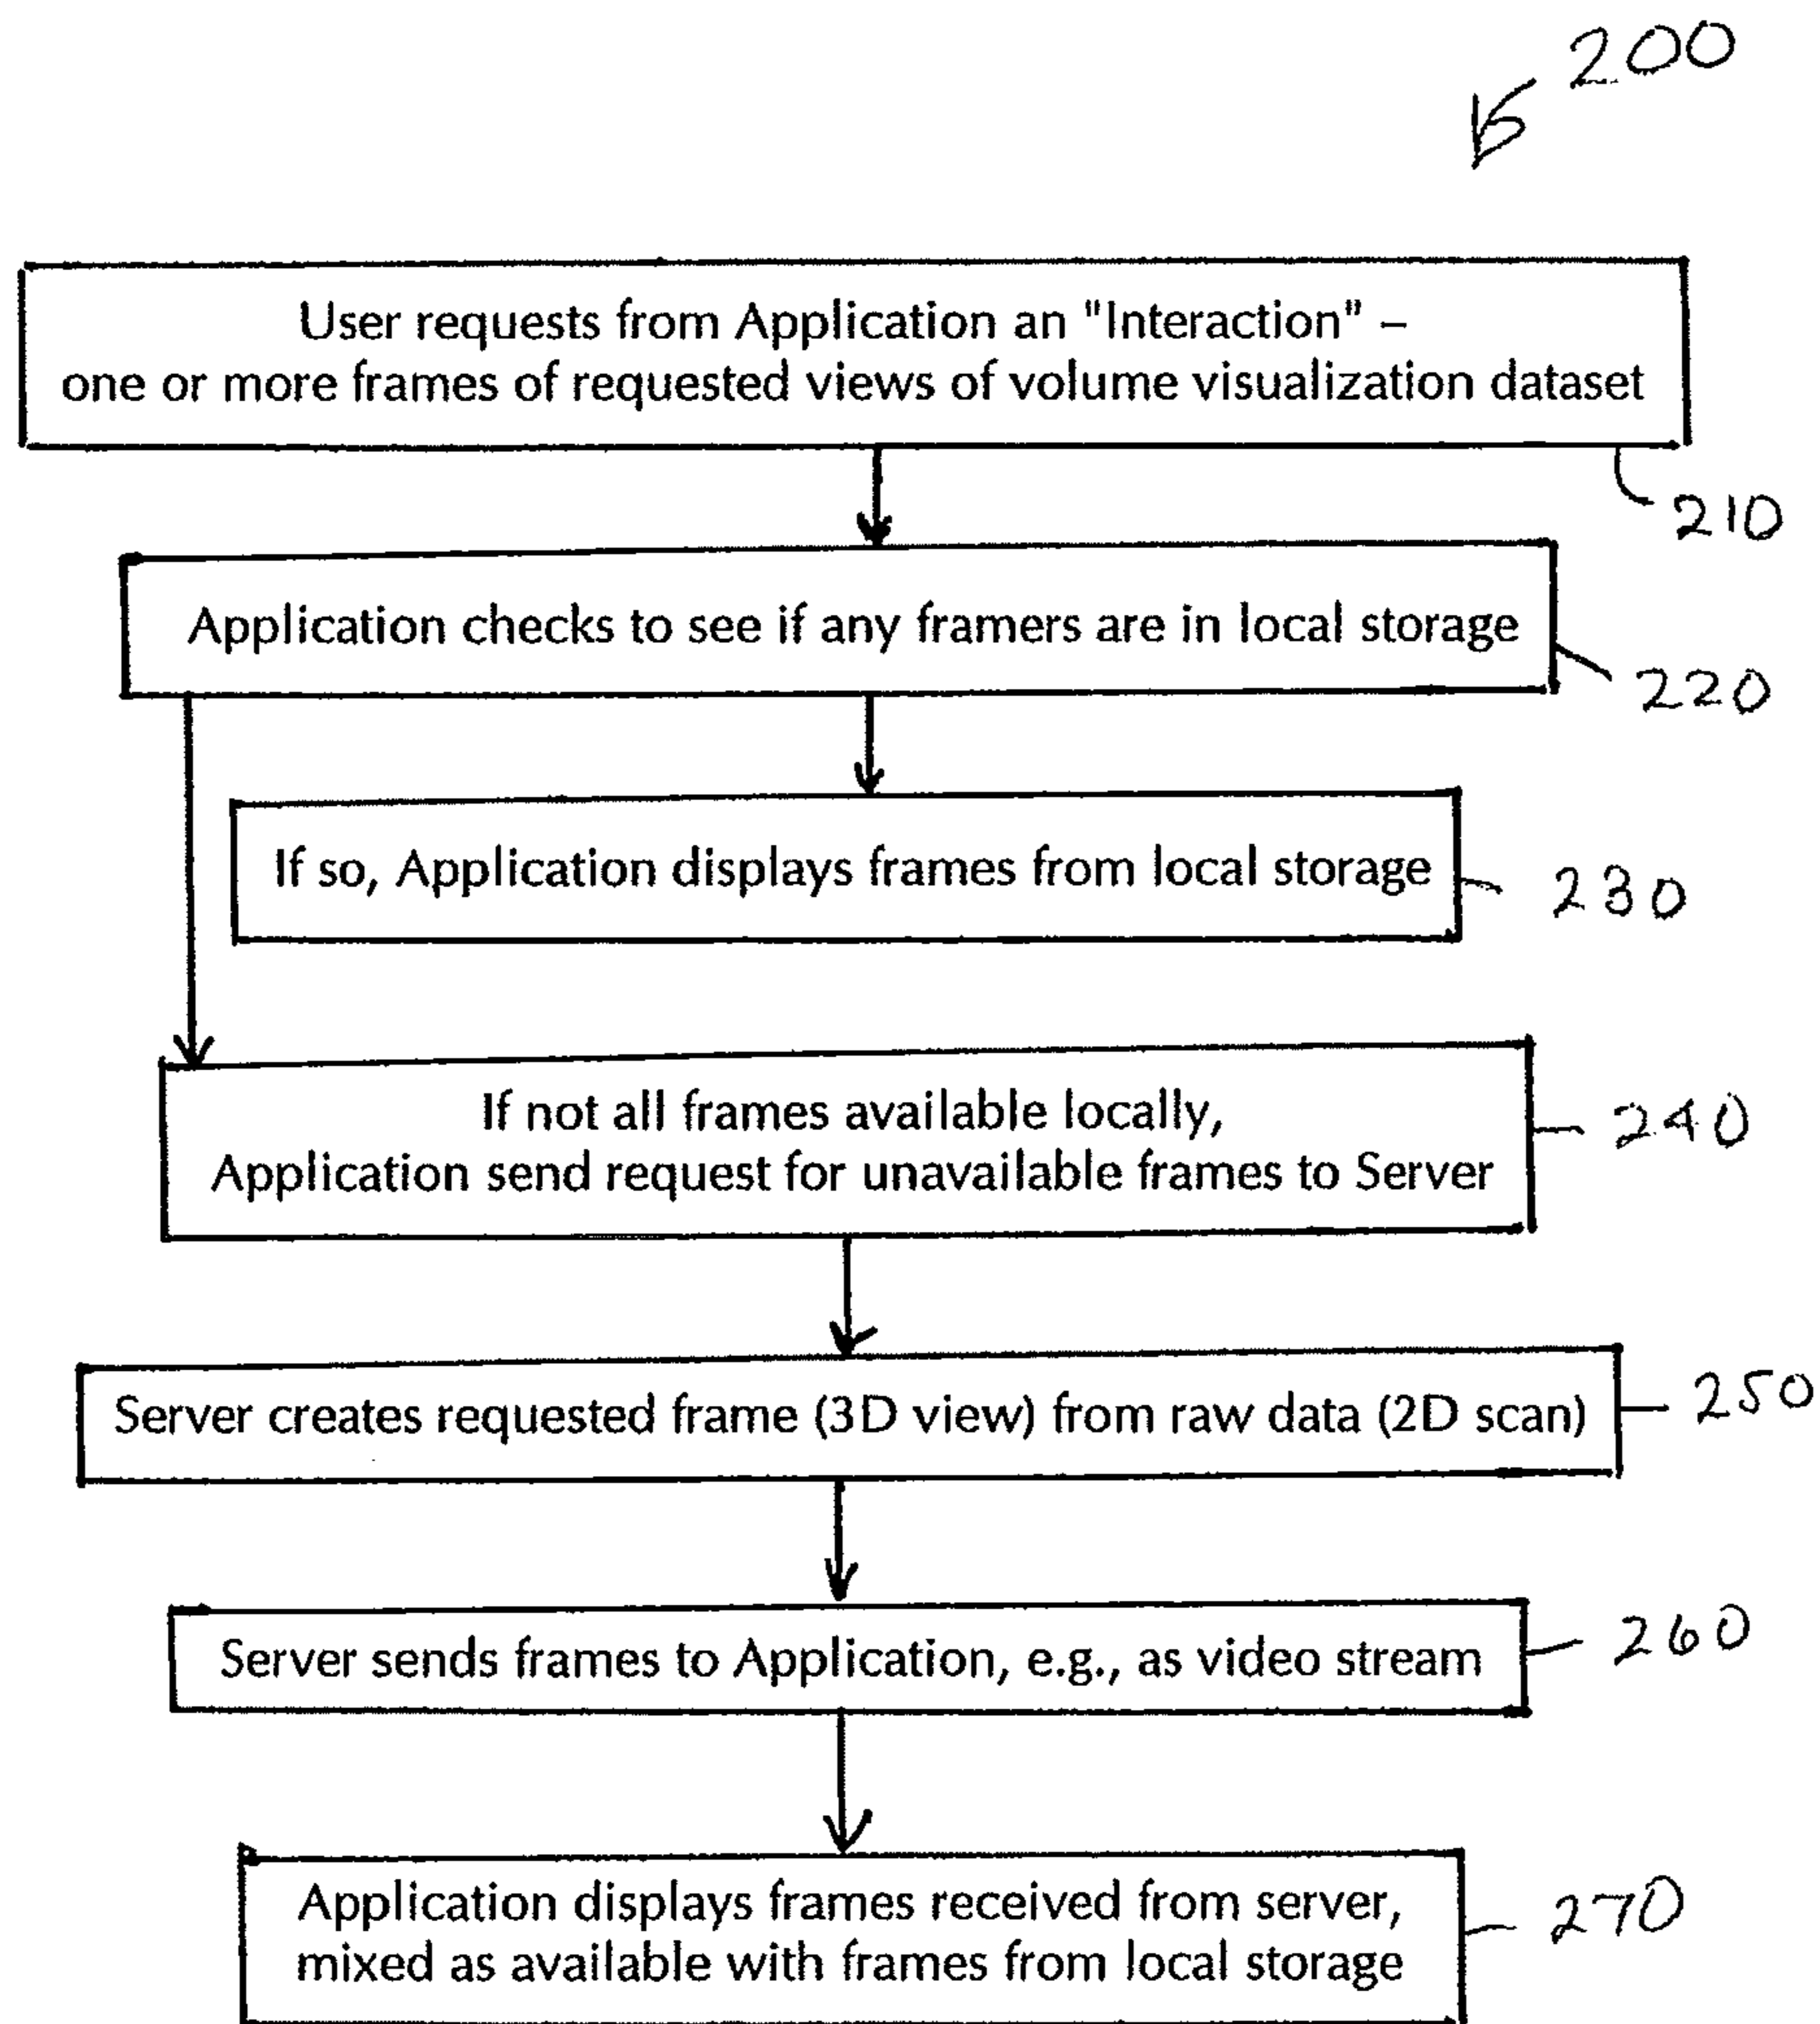 200
User requests from Application an "Interaction" –
one or more frames of requested views of volume visualization dataset
210
Application checks to see if any framers are in local storage
220
If so, Application displays frames from local storage
230
If not all frames available locally,
Application send request for unavailable frames to Server
240
Server creates requested frame (3D view) from raw data (2D scan)
250
Server sends frames to Application, e.g., as video stream
260
Application displays frames received from server,
mixed as available with frames from local storage
270